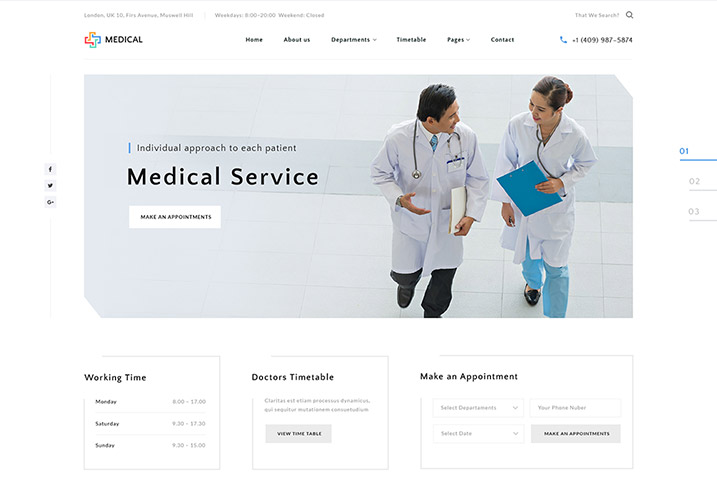 London, UK 10, Firs Avenue, Muswell Hill
Weekdays: 8:00-20:00 Weekend: Closed
That We Search?
MEDICAL
Home About us Departments Timetable Pages Contact
+1 (409) 987-5874
Individual approach to each patient
Medical Service
MAKE AN APPOINTMENTS
f
G+
01
02
03
Working Time
Monday 8.00 - 17.00
Saturday 9.30 - 17.30
Sunday 9.30 - 15.00
Doctors Timetable
Claritas est etiam processus dynamicus,
qui sequitur mutationem consuetudium
VIEW TIME TABLE
Make an Appointment
Select Departaments Your Phone Nuber
Select Date MAKE AN APPOINTMENTS